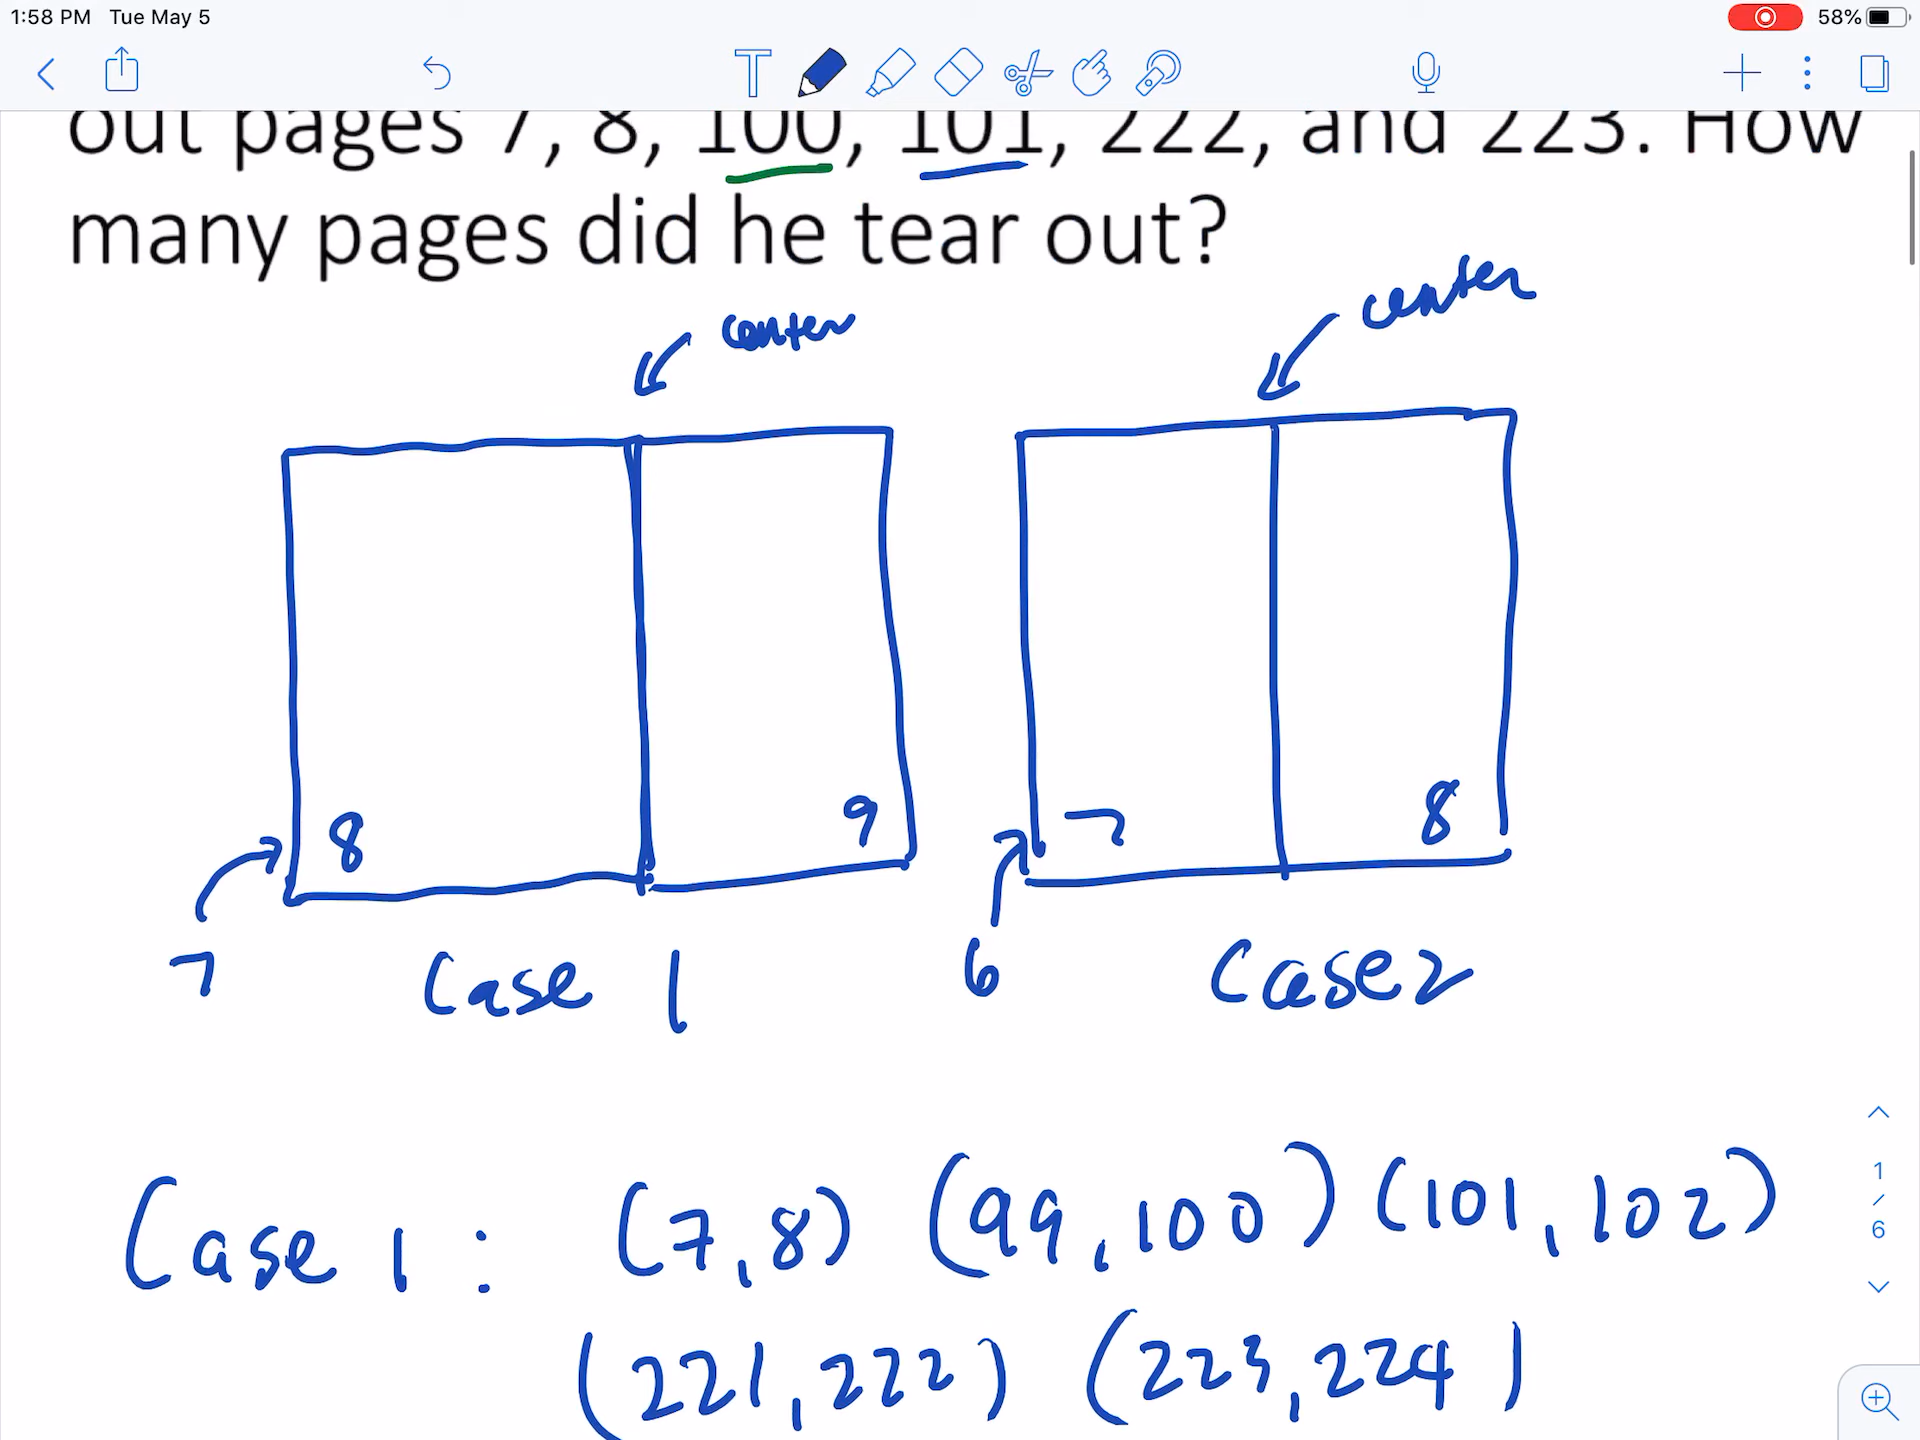 1:58 PM Tue May 5
58%
out pages 7, 8, 100, 101, 222, and 223. How
many pages did he tear out?
center
center
8
9
7
8
7
Case 1
6
Case 2
Case 1 : (7,8) (99,100) (101,102)
(221,222) (223,224)
1
/
6